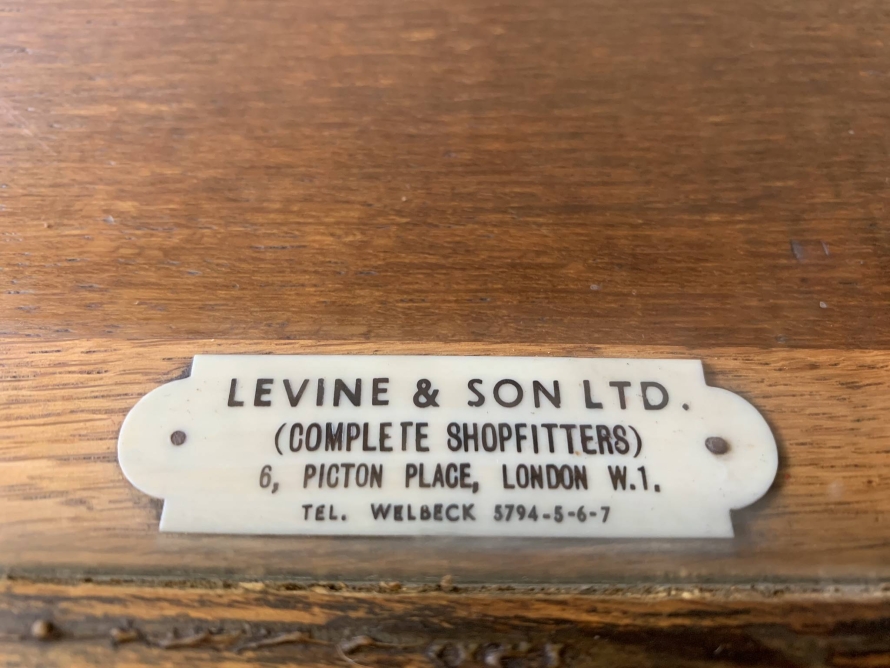 LEVINE & SON LTD.
(COMPLETE SHOPFITTERS)
6, PICTON PLACE, LONDON W.1.
TEL. WELBECK 5794-5-6-7